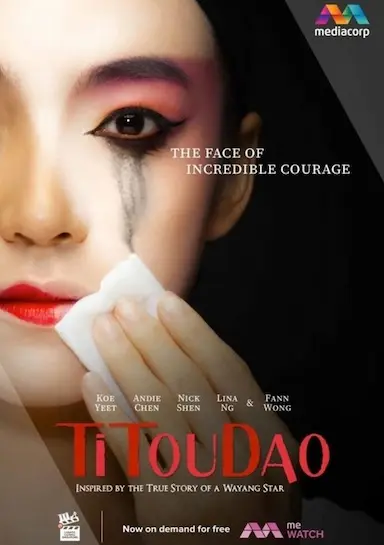 mediacorp
THE FACE OF
INCREDIBLE COURAGE
KOE YEET ANDIE CHEN NICK SHEN LINA NG & FANN WONG
TiTouDao
INSPIRED BY THE TRUE STORY OF A WAYANG STAR
Now on demand for free
me
WATCH